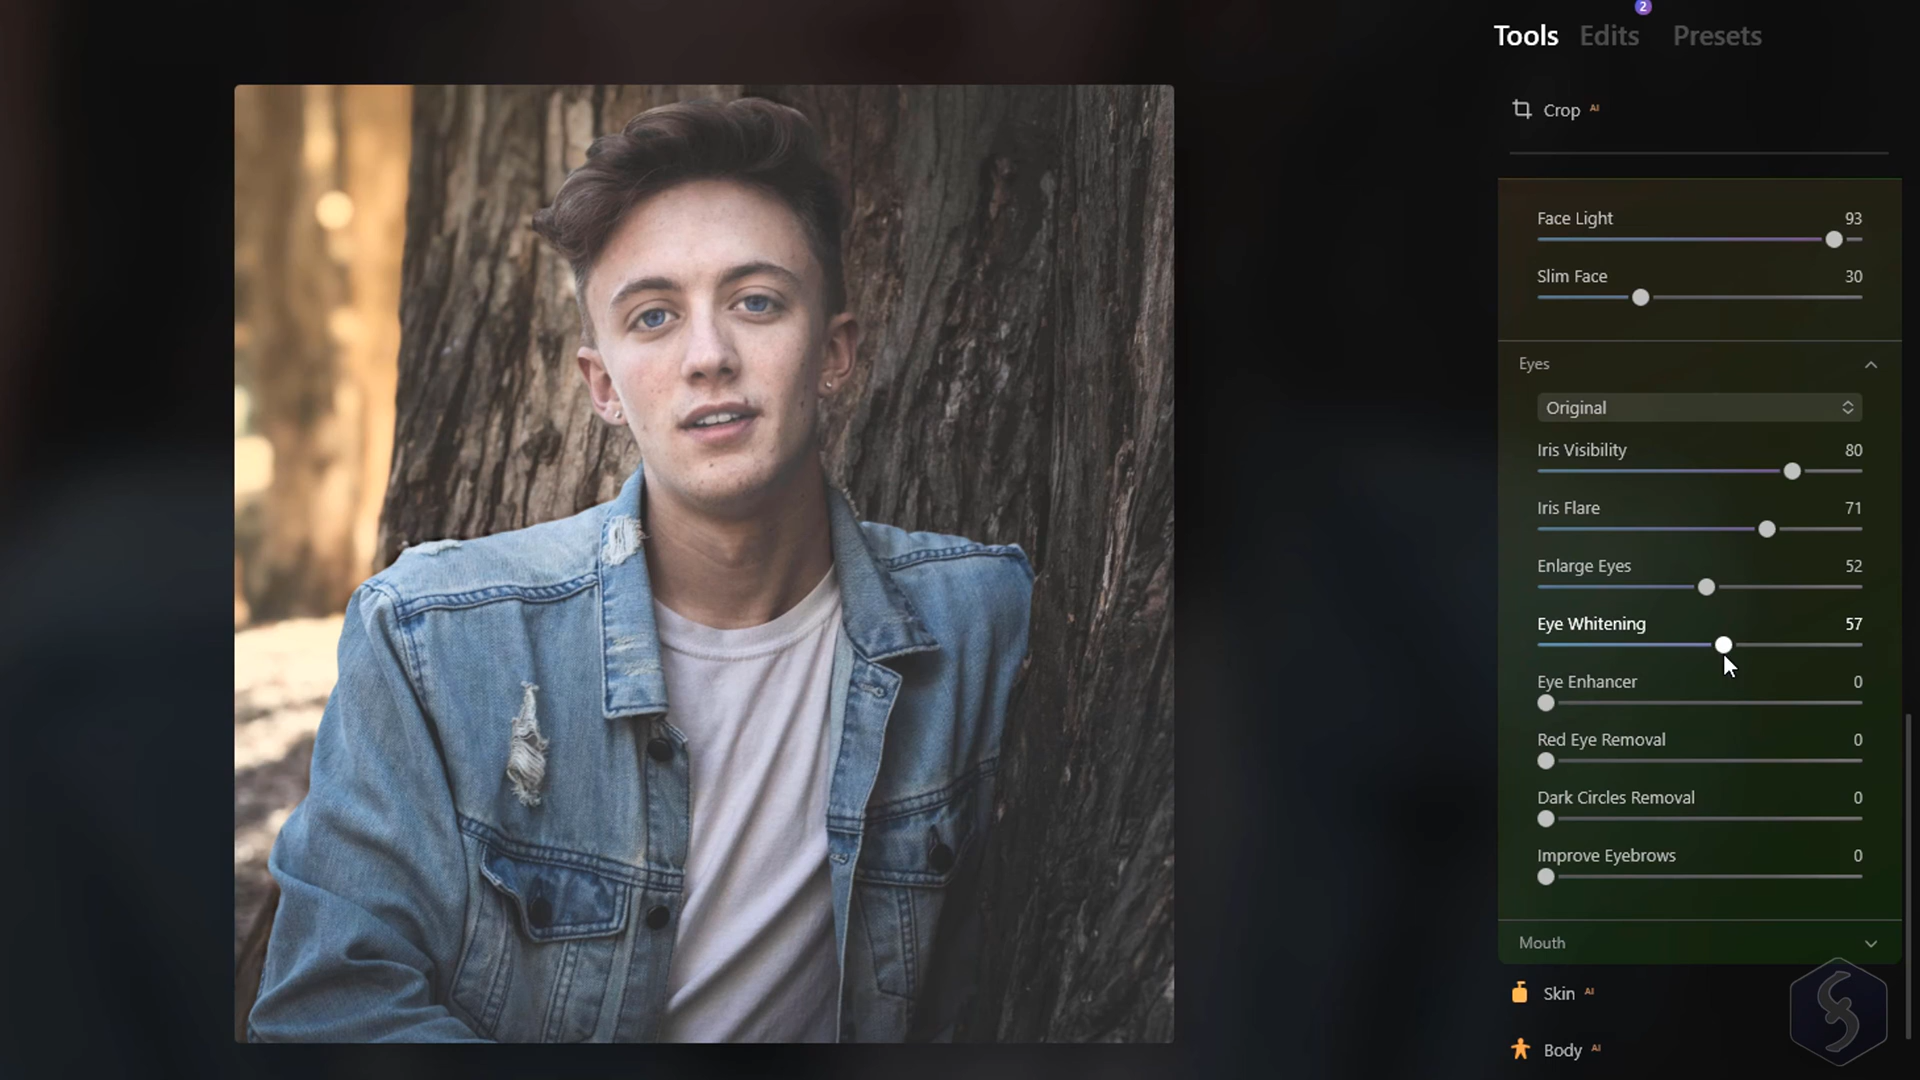 2
Tools Edits Presets
Crop AI
Face Light 93
Slim Face 30
Eyes
Original
Iris Visibility 80
Iris Flare 71
Enlarge Eyes 52
Eye Whitening 57
Eye Enhancer 0
Red Eye Removal 0
Dark Circles Removal 0
Improve Eyebrows 0
Mouth
Skin AI
Body AI